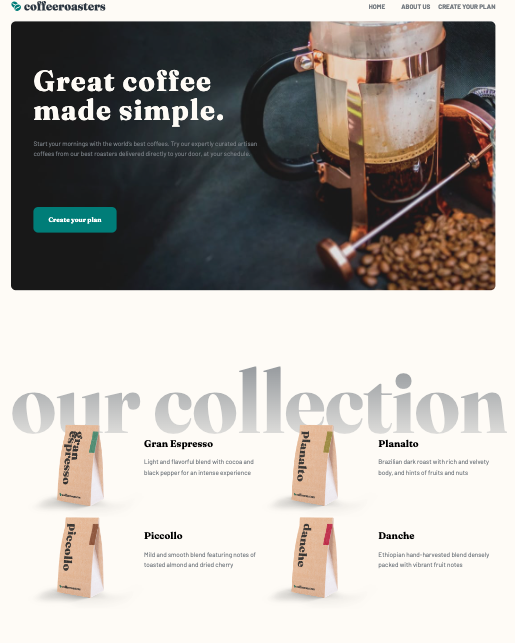 coffeeroasters
HOME ABOUT US CREATE YOUR PLAN
Great coffee
made simple.
Start your mornings with the world's best coffees. Try our expertly curated artisan
coffees from our best roasters delivered directly to your door, at your schedule.
Create your plan
our collection
gran
espresso
coffeeroasters
Gran Espresso
Light and flavorful blend with cocoa and
black pepper for an intense experience
planalto
coffeeroasters
Planalto
Brazilian dark roast with rich and velvety
body, and hints of fruits and nuts
piccollo
coffeeroasters
Piccollo
Mild and smooth blend featuring notes of
toasted almond and dried cherry
danche
coffeeroasters
Danche
Ethiopian hand-harvested blend densely
packed with vibrant fruit notes